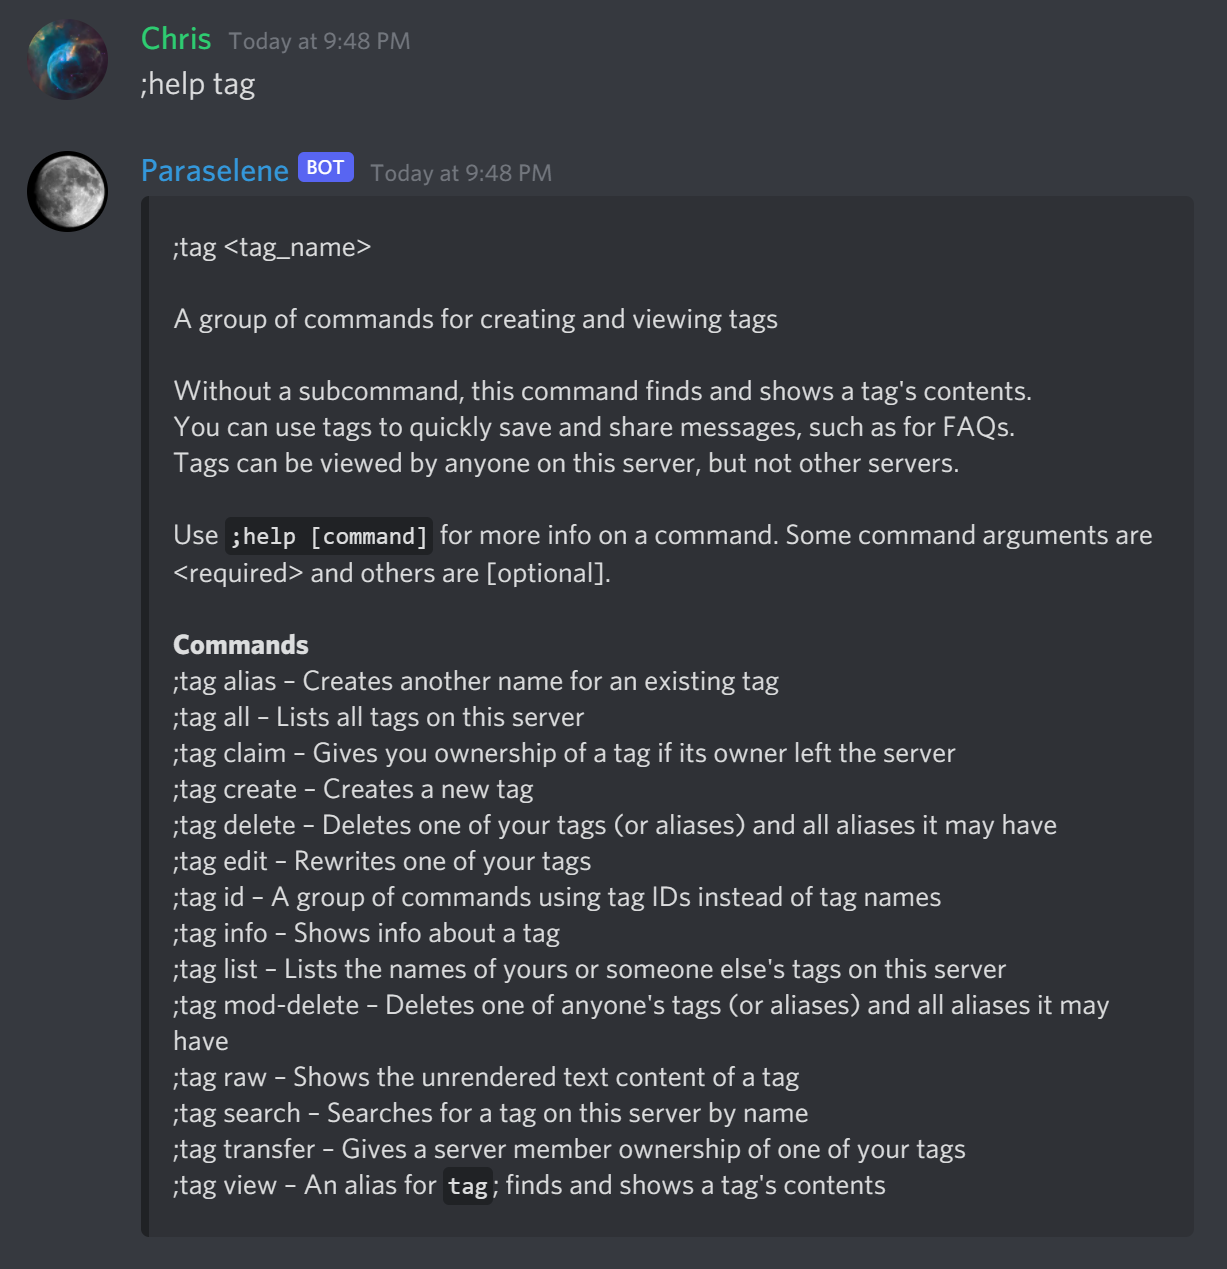 Chris Today at 9:48 PM
;help tag
Paraselene BOT Today at 9:48 PM
;tag <tag_name>
A group of commands for creating and viewing tags
Without a subcommand, this command finds and shows a tag's contents.
You can use tags to quickly save and share messages, such as for FAQs.
Tags can be viewed by anyone on this server, but not other servers.
Use ;help [command] for more info on a command. Some command arguments are
<required> and others are [optional].
Commands
;tag alias – Creates another name for an existing tag
;tag all – Lists all tags on this server
;tag claim – Gives you ownership of a tag if its owner left the server
;tag create – Creates a new tag
;tag delete – Deletes one of your tags (or aliases) and all aliases it may have
;tag edit – Rewrites one of your tags
;tag id – A group of commands using tag IDs instead of tag names
;tag info – Shows info about a tag
;tag list – Lists the names of yours or someone else's tags on this server
;tag mod-delete – Deletes one of anyone's tags (or aliases) and all aliases it may
have
;tag raw – Shows the unrendered text content of a tag
;tag search – Searches for a tag on this server by name
;tag transfer – Gives a server member ownership of one of your tags
;tag view – An alias for tag; finds and shows a tag's contents